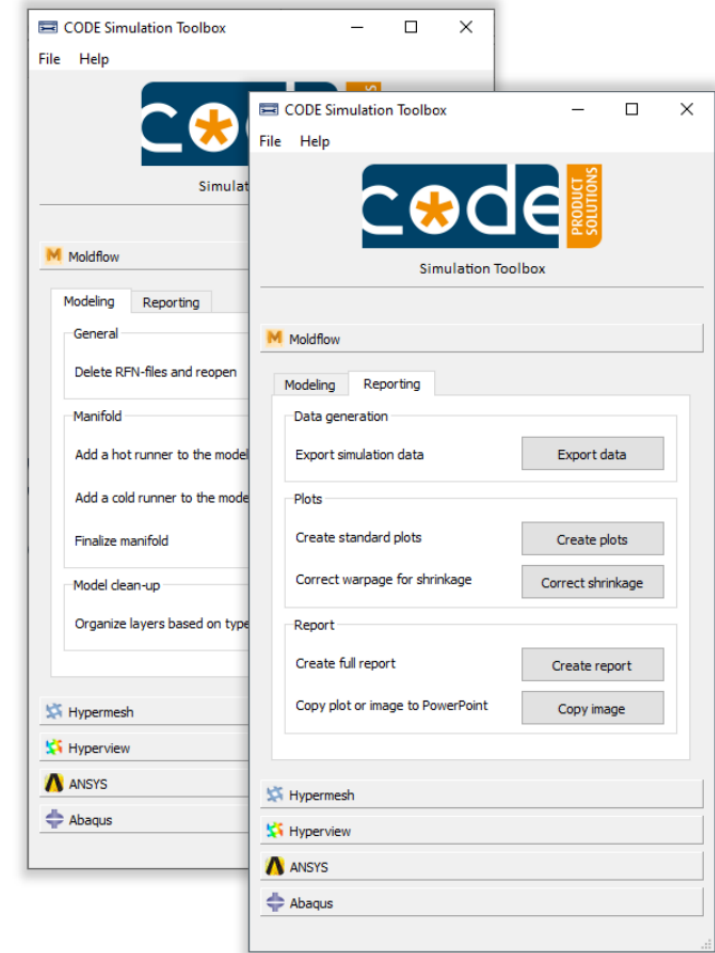 CODE Simulation Toolbox
File Help
Simulat
Moldflow
Modeling Reporting
General
Delete RFN-files and reopen
Manifold
Add a hot runner to the model
Add a cold runner to the mode
Finalize manifold
Model clean-up
Organize layers based on type
Hypermesh
Hyperview
ANSYS
Abaqus
CODE Simulation Toolbox
File Help
code
PRODUCT
SOLUTIONS
Simulation Toolbox
Moldflow
Modeling Reporting
Data generation
Export simulation data Export data
Plots
Create standard plots Create plots
Correct warpage for shrinkage Correct shrinkage
Report
Create full report Create report
Copy plot or image to PowerPoint Copy image
Hypermesh
Hyperview
ANSYS
Abaqus